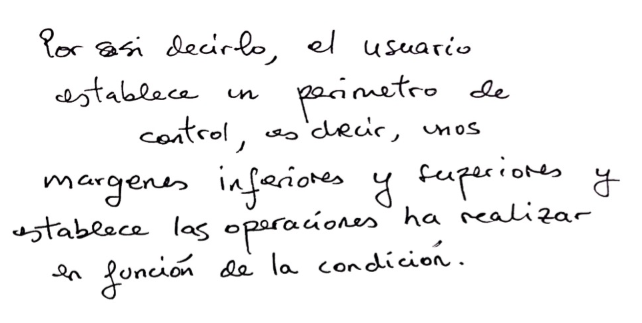 Por asi decirlo, el usuario
establece un perimetro de
control, es decir, unos
margenes inferiores y superiores y
establece las operaciones ha realizar
en función de la condición.